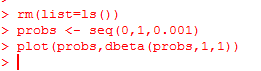 > rm(list=ls())
> probs <- seq(0,1,0.001)
> plot(probs,dbeta(probs,1,1))
>